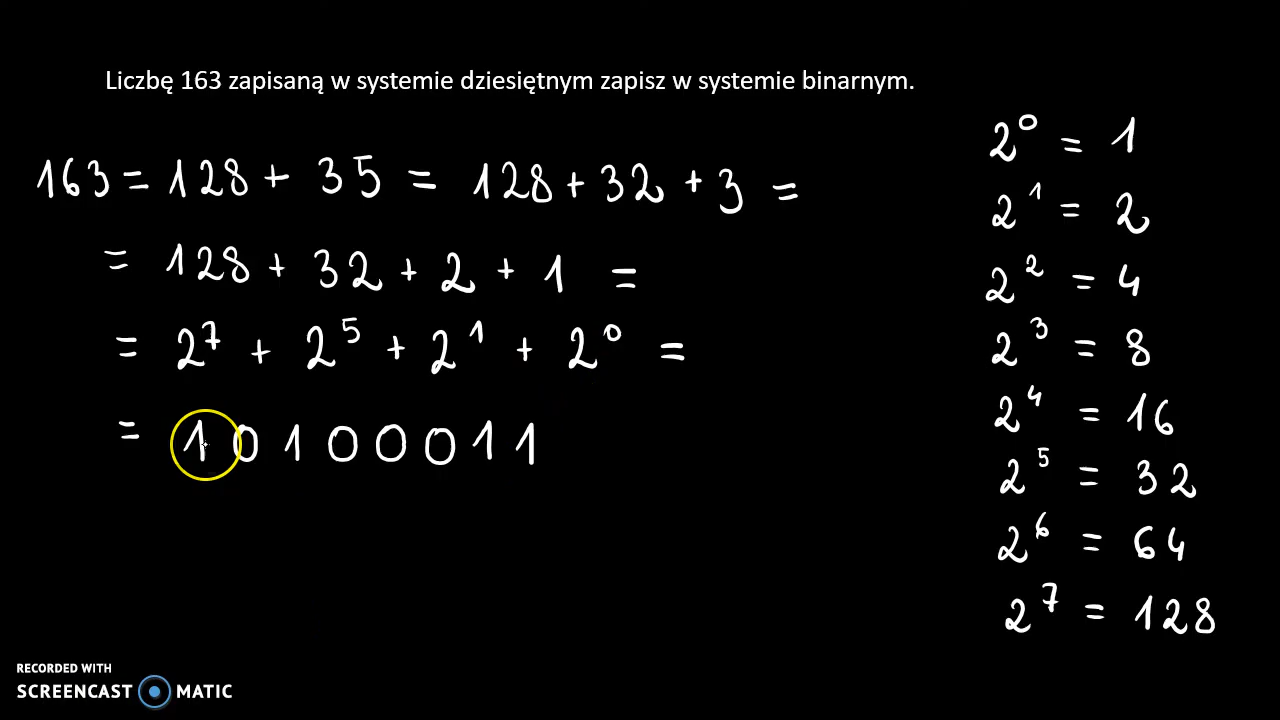 Liczbę 163 zapisaną w systemie dziesiętnym zapisz w systemie binarnym.
163 = 128 + 35 = 128 + 32 + 3 =
= 128 + 32 + 2 + 1 =
= 2⁷ + 2⁵ + 2¹ + 2⁰ =
= 10100011
2⁰ = 1
2¹ = 2
2² = 4
2³ = 8
2⁴ = 16
2⁵ = 32
2⁶ = 64
2⁷ = 128
RECORDED WITH
SCREENCAST MATIC